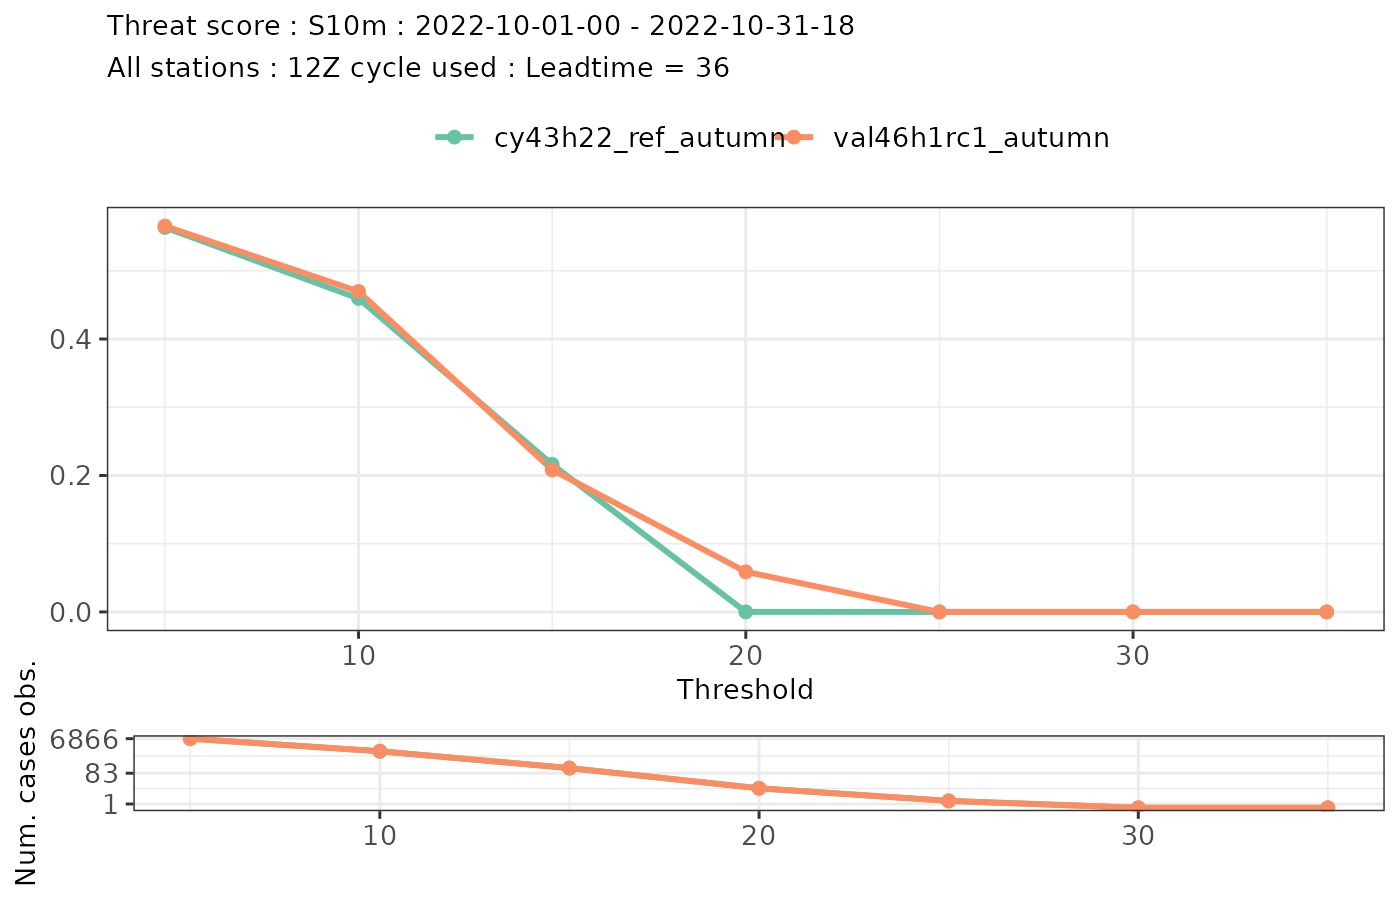 Threat score : S10m : 2022-10-01-00 - 2022-10-31-18
All stations : 12Z cycle used : Leadtime = 36
cy43h22_ref_autumn val46h1rc1_autumn
0.4
0.2
0.0
10 20 30
Threshold
Num. cases obs.
6866
83
1
10 20 30